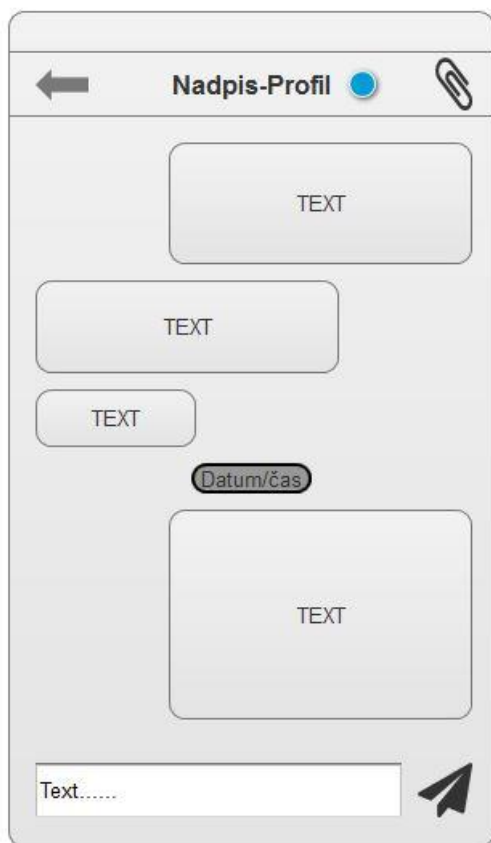 Nadpis-Profil
TEXT
TEXT
TEXT
Datum/čas
TEXT
Text......